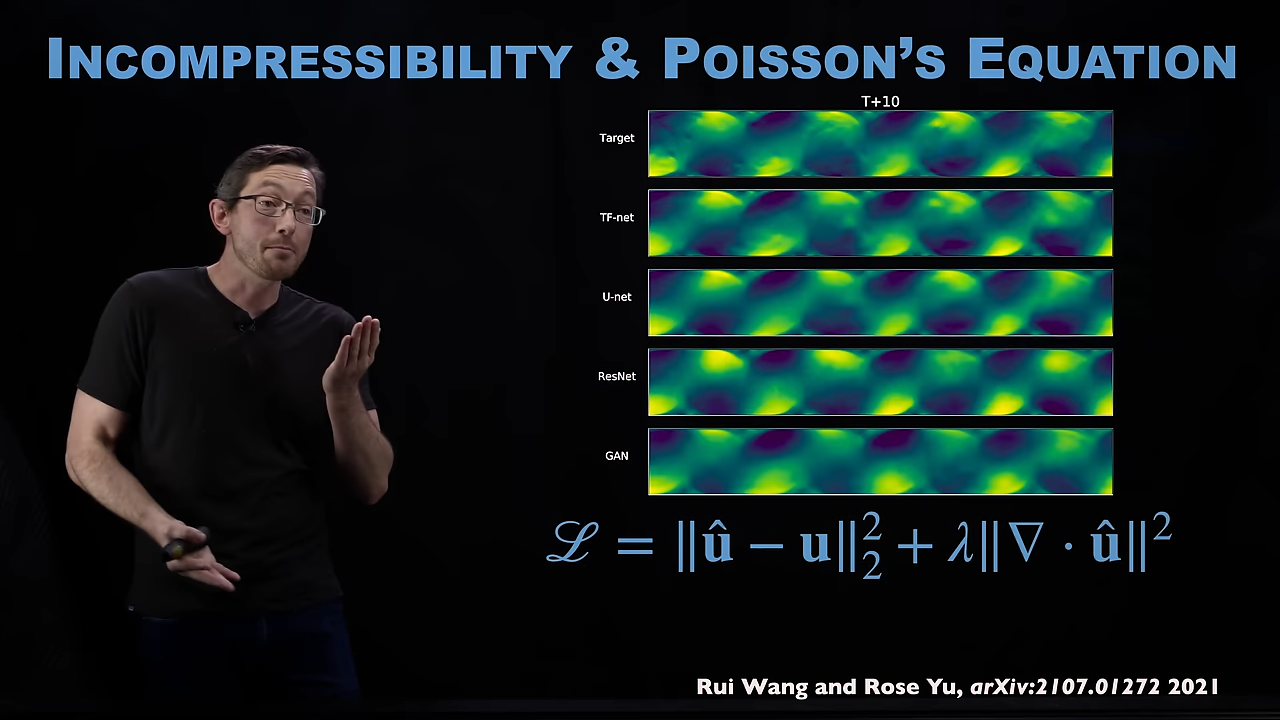 INCOMPRESSIBILITY & POISSON’S EQUATION
T+10
Target
TF-net
U-net
ResNet
GAN
ℒ = ‖û − u‖₂² + λ‖∇ · û‖²
Rui Wang and Rose Yu, arXiv:2107.01272 2021